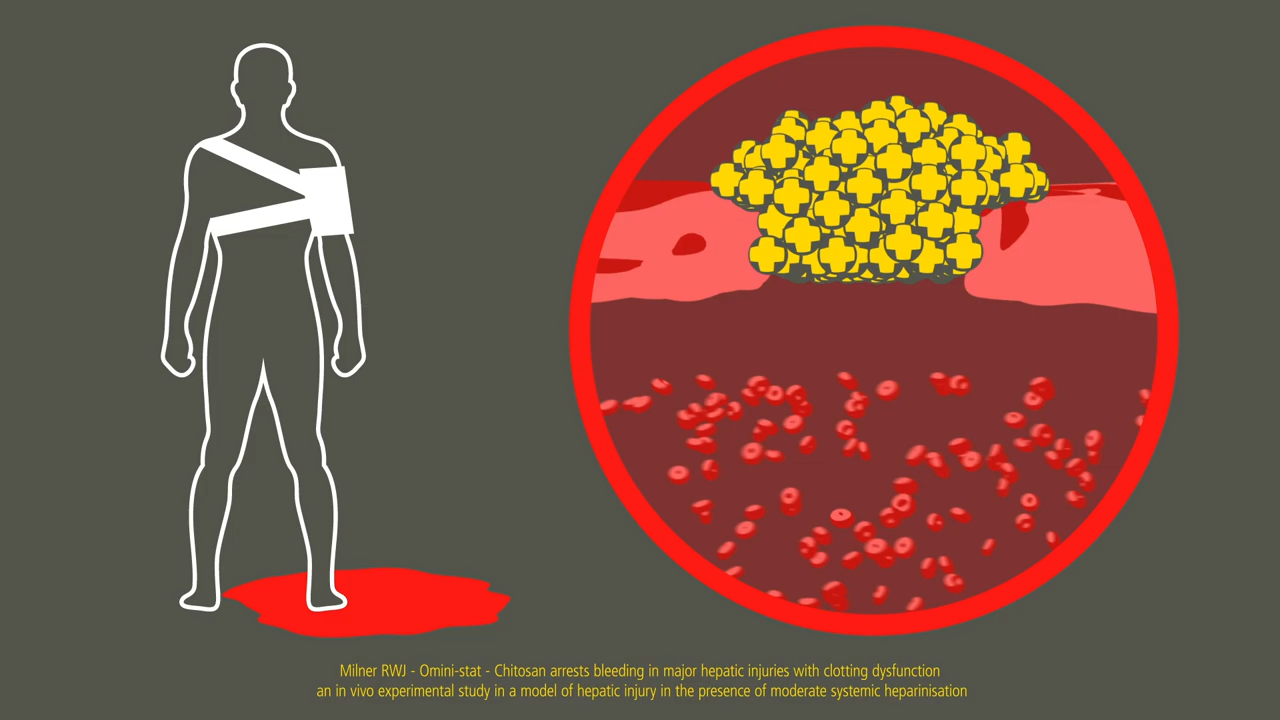 Milner RWJ - Omini-stat - Chitosan arrests bleeding in major hepatic injuries with clotting dysfunction
an in vivo experimental study in a model of hepatic injury in the presence of moderate systemic heparinisation